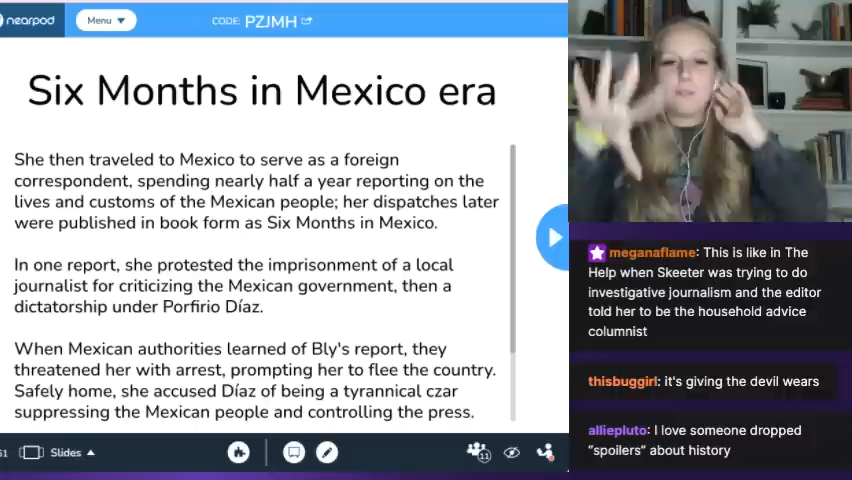 nearpod
Menu
CODE: PZJMH
Six Months in Mexico era
She then traveled to Mexico to serve as a foreign
correspondent, spending nearly half a year reporting on the
lives and customs of the Mexican people; her dispatches later
were published in book form as Six Months in Mexico.
In one report, she protested the imprisonment of a local
journalist for criticizing the Mexican government, then a
dictatorship under Porfirio Díaz.
When Mexican authorities learned of Bly's report, they
threatened her with arrest, prompting her to flee the country.
Safely home, she accused Díaz of being a tyrannical czar
suppressing the Mexican people and controlling the press.
Slides
11
meganaflame: This is like in The
Help when Skeeter was trying to do
investigative journalism and the editor
told her to be the household advice
columnist
thisbuggirl: it's giving the devil wears
alliepluto: I love someone dropped
"spoilers" about history